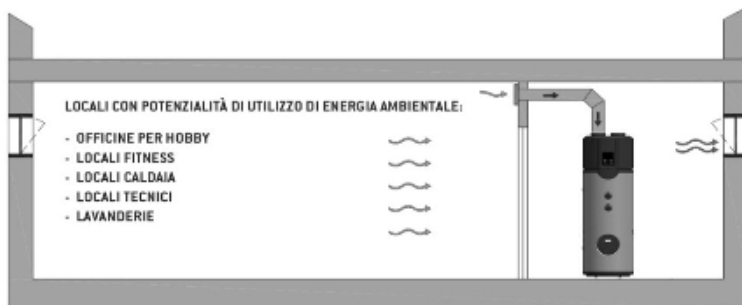 LOCALI CON POTENZIALITÀ DI UTILIZZO DI ENERGIA AMBIENTALE:
- OFFICINE PER HOBBY
- LOCALI FITNESS
- LOCALI CALDAIA
- LOCALI TECNICI
- LAVANDERIE